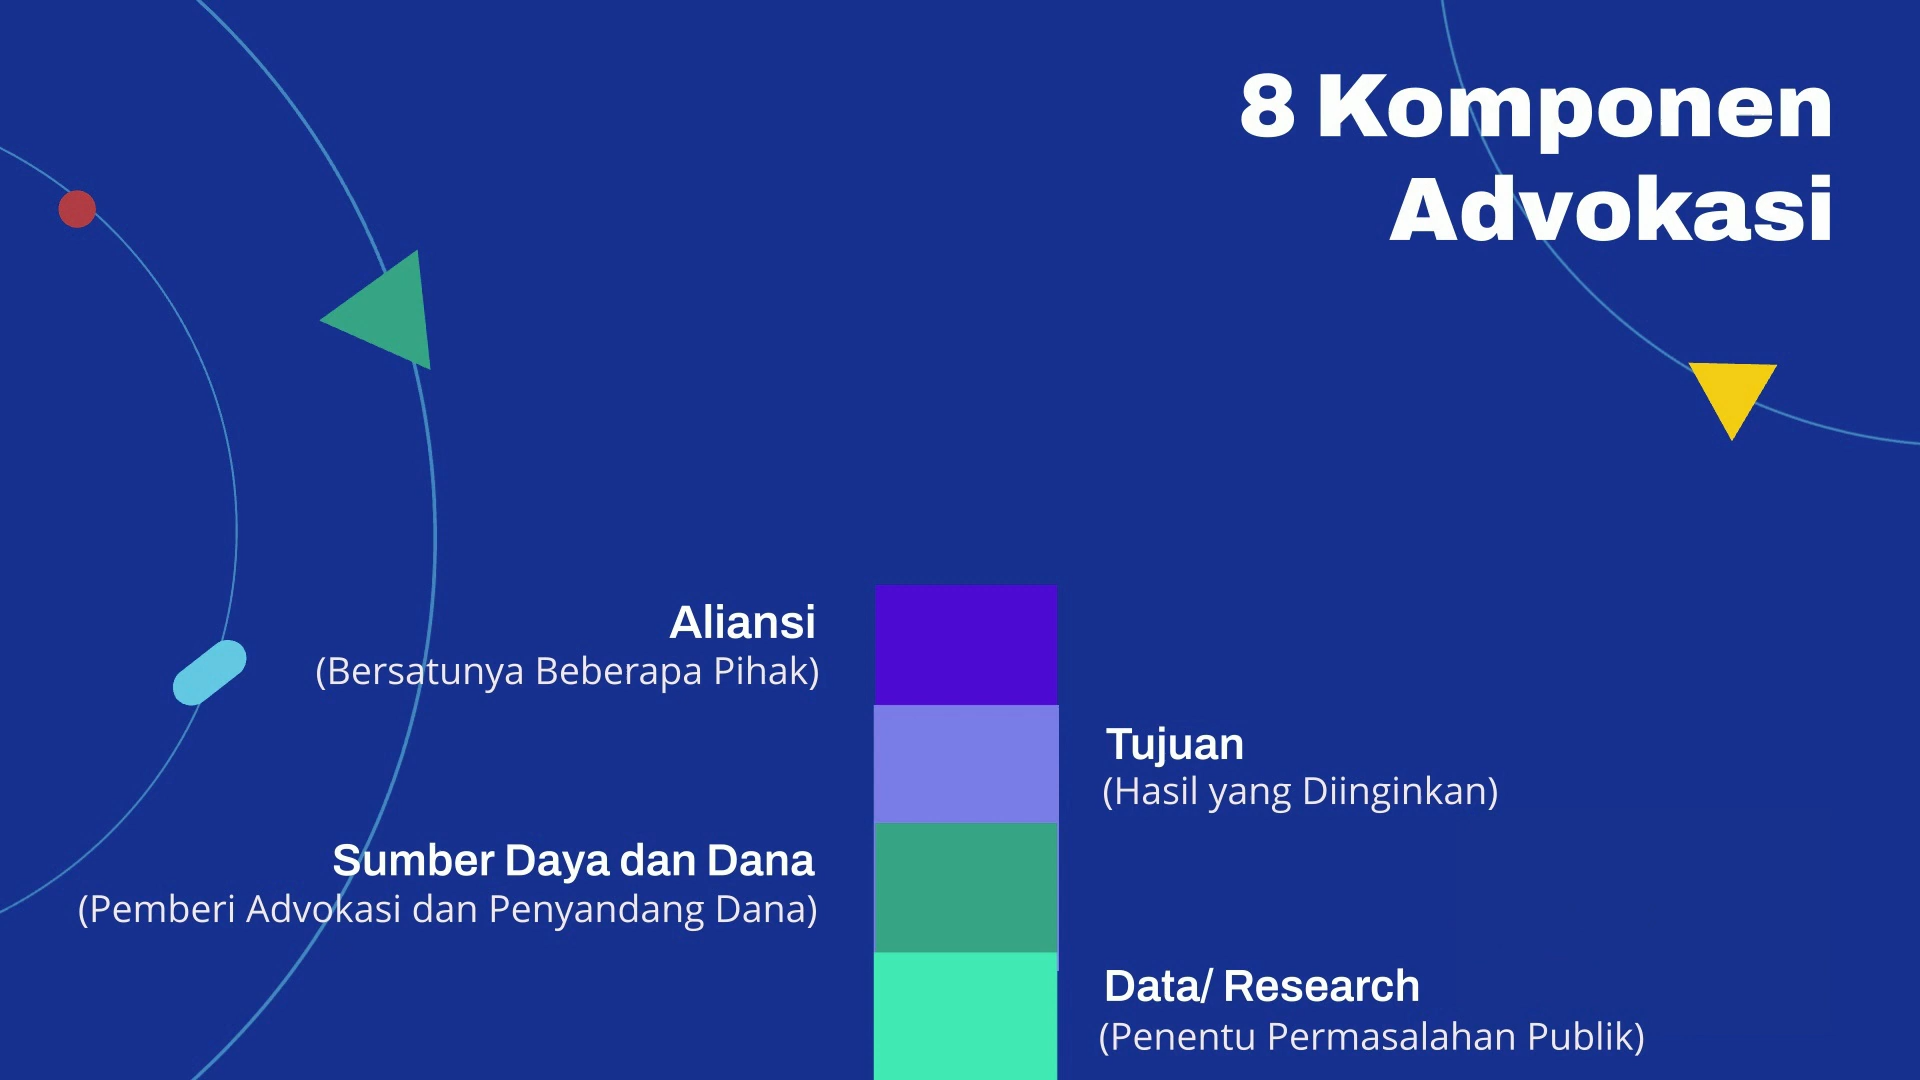 8 Komponen
Advokasi
Aliansi
(Bersatunya Beberapa Pihak)
Tujuan
(Hasil yang Diinginkan)
Sumber Daya dan Dana
(Pemberi Advokasi dan Penyandang Dana)
Data/ Research
(Penentu Permasalahan Publik)